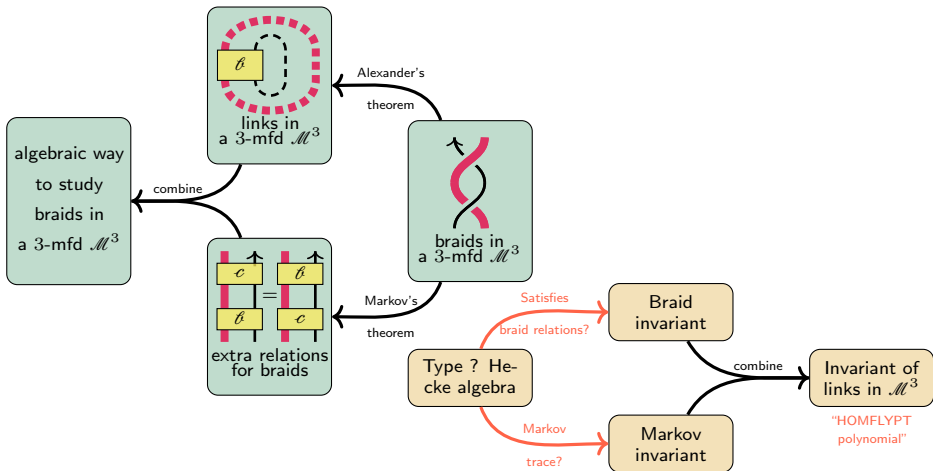 𝒷
links in
a 3-mfd ℳ³
Alexander's
theorem
algebraic way
to study
braids in
a 3-mfd ℳ³
combine
braids in
a 3-mfd ℳ³
𝒸
𝒷
=
𝒷
𝒸
extra relations
for braids
Markov's
theorem
Satisfies
braid relations?
Braid
invariant
Type ? He-
cke algebra
combine
Invariant of
links in ℳ³
"HOMFLYPT
polynomial"
Markov
trace?
Markov
invariant